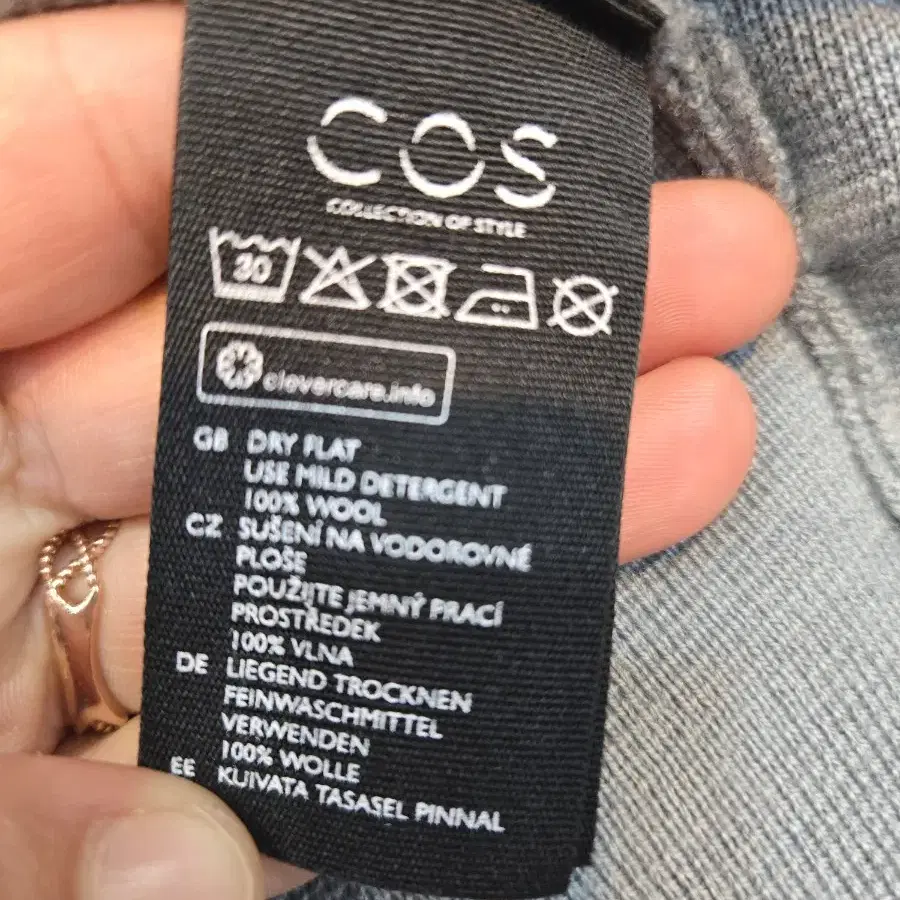 COS
COLLECTION OF STYLE
30
clevercare.info
GB DRY FLAT
USE MILD DETERGENT
100% WOOL
CZ SUŠENÍ NA VODOROVNÉ
PLOŠE
POUŽIJTE JEMNÝ PRACÍ
PROSTŘEDEK
100% VLNA
DE LIEGEND TROCKNEN
FEINWASCHMITTEL
VERWENDEN
100% WOLLE
EE KUIVATA TASASEL PINNAL